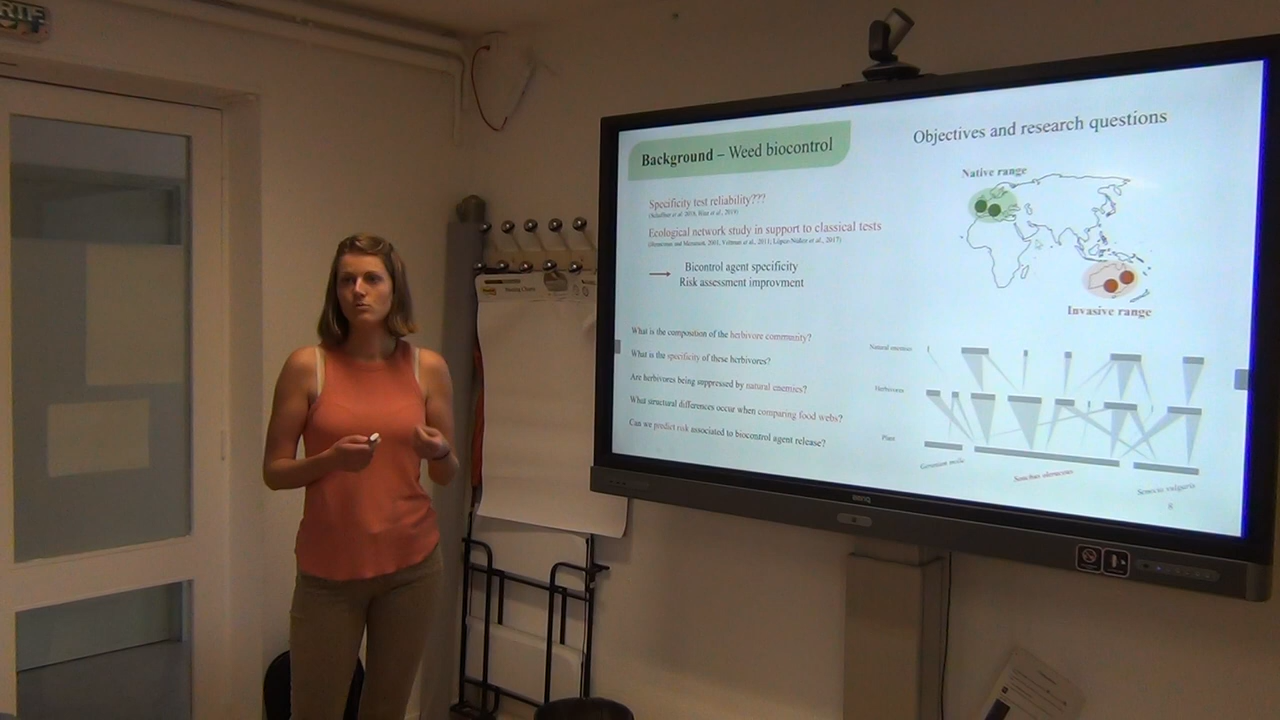 Background – Weed biocontrol
Specificity test reliability???
Ecological network study in support to classical tests
Bicontrol agent specificity
Risk assessment improvment
What is the composition of the herbivore community?
What is the specificity of these herbivores?
Are herbivores being suppressed by natural enemies?
What structural differences occur when comparing food webs?
Can we predict risk associated to biocontrol agent release?
Objectives and research questions
Native range
Invasive range
Natural enemies
Herbivores
Plant
Geranium molle
Sonchus oleraceus
Senecio vulgaris
8
BenQ